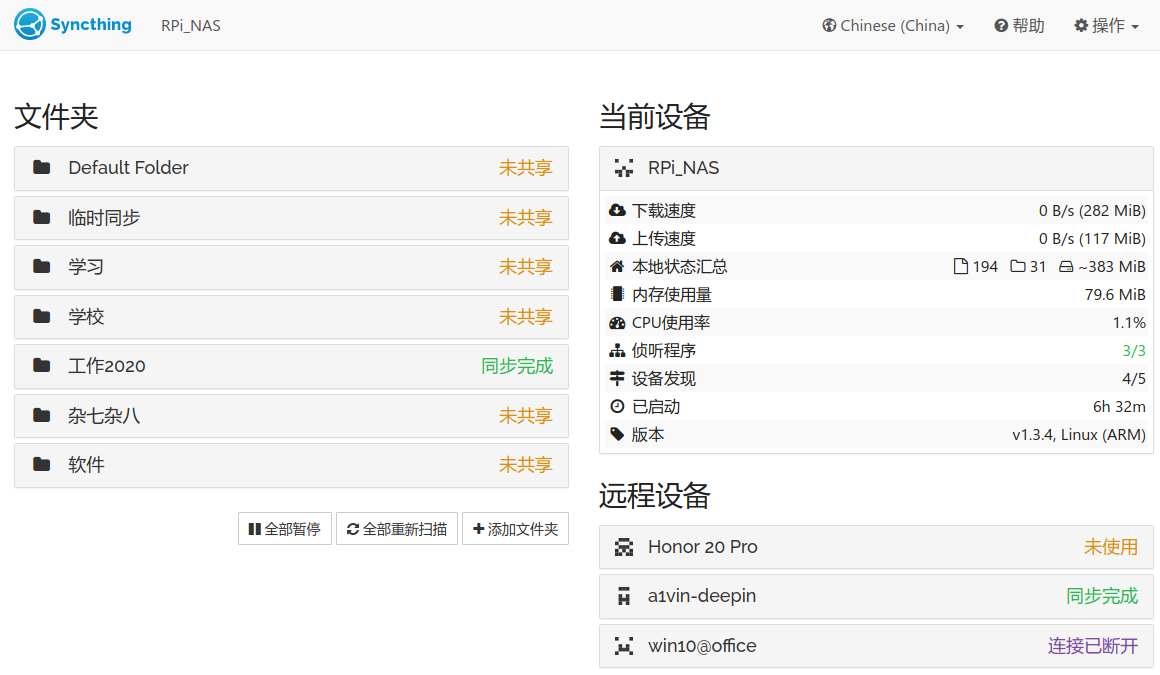 Syncthing RPi_NAS Chinese (China) 帮助 操作
文件夹
Default Folder 未共享
临时同步 未共享
学习 未共享
学校 未共享
工作2020 同步完成
杂七杂八 未共享
软件 未共享
全部暂停 全部重新扫描 添加文件夹
当前设备
RPi_NAS
下载速度 0 B/s (282 MiB)
上传速度 0 B/s (117 MiB)
本地状态汇总 194 31 ~383 MiB
内存使用量 79.6 MiB
CPU使用率 1.1%
侦听程序 3/3
设备发现 4/5
已启动 6h 32m
版本 v1.3.4, Linux (ARM)
远程设备
Honor 20 Pro 未使用
a1vin-deepin 同步完成
win10@office 连接已断开